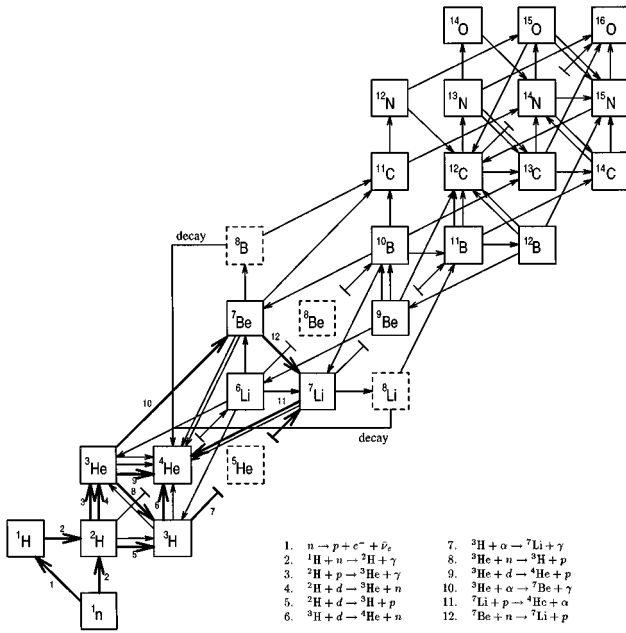 ¹⁴O ¹⁵O ¹⁶O
¹²N ¹³N ¹⁴N ¹⁵N
¹¹C ¹²C ¹³C ¹⁴C
decay ⁸B ¹⁰B ¹¹B ¹²B
⁷Be ⁸Be ⁹Be
12
⁶Li ⁷Li ⁸Li
10 11
decay
³He ⁴He ⁵He
9
8
3 4 6 7
¹H 2 ²H ³H
5
1 2
¹n
1. n → p + e⁻ + ν̄ₑ
2. ¹H + n → ²H + γ
3. ²H + p → ³He + γ
4. ²H + d → ³He + n
5. ²H + d → ³H + p
6. ³H + d → ⁴He + n
7. ³H + α → ⁷Li + γ
8. ³He + n → ³H + p
9. ³He + d → ⁴He + p
10. ³He + α → ⁷Be + γ
11. ⁷Li + p → ⁴He + α
12. ⁷Be + n → ⁷Li + p